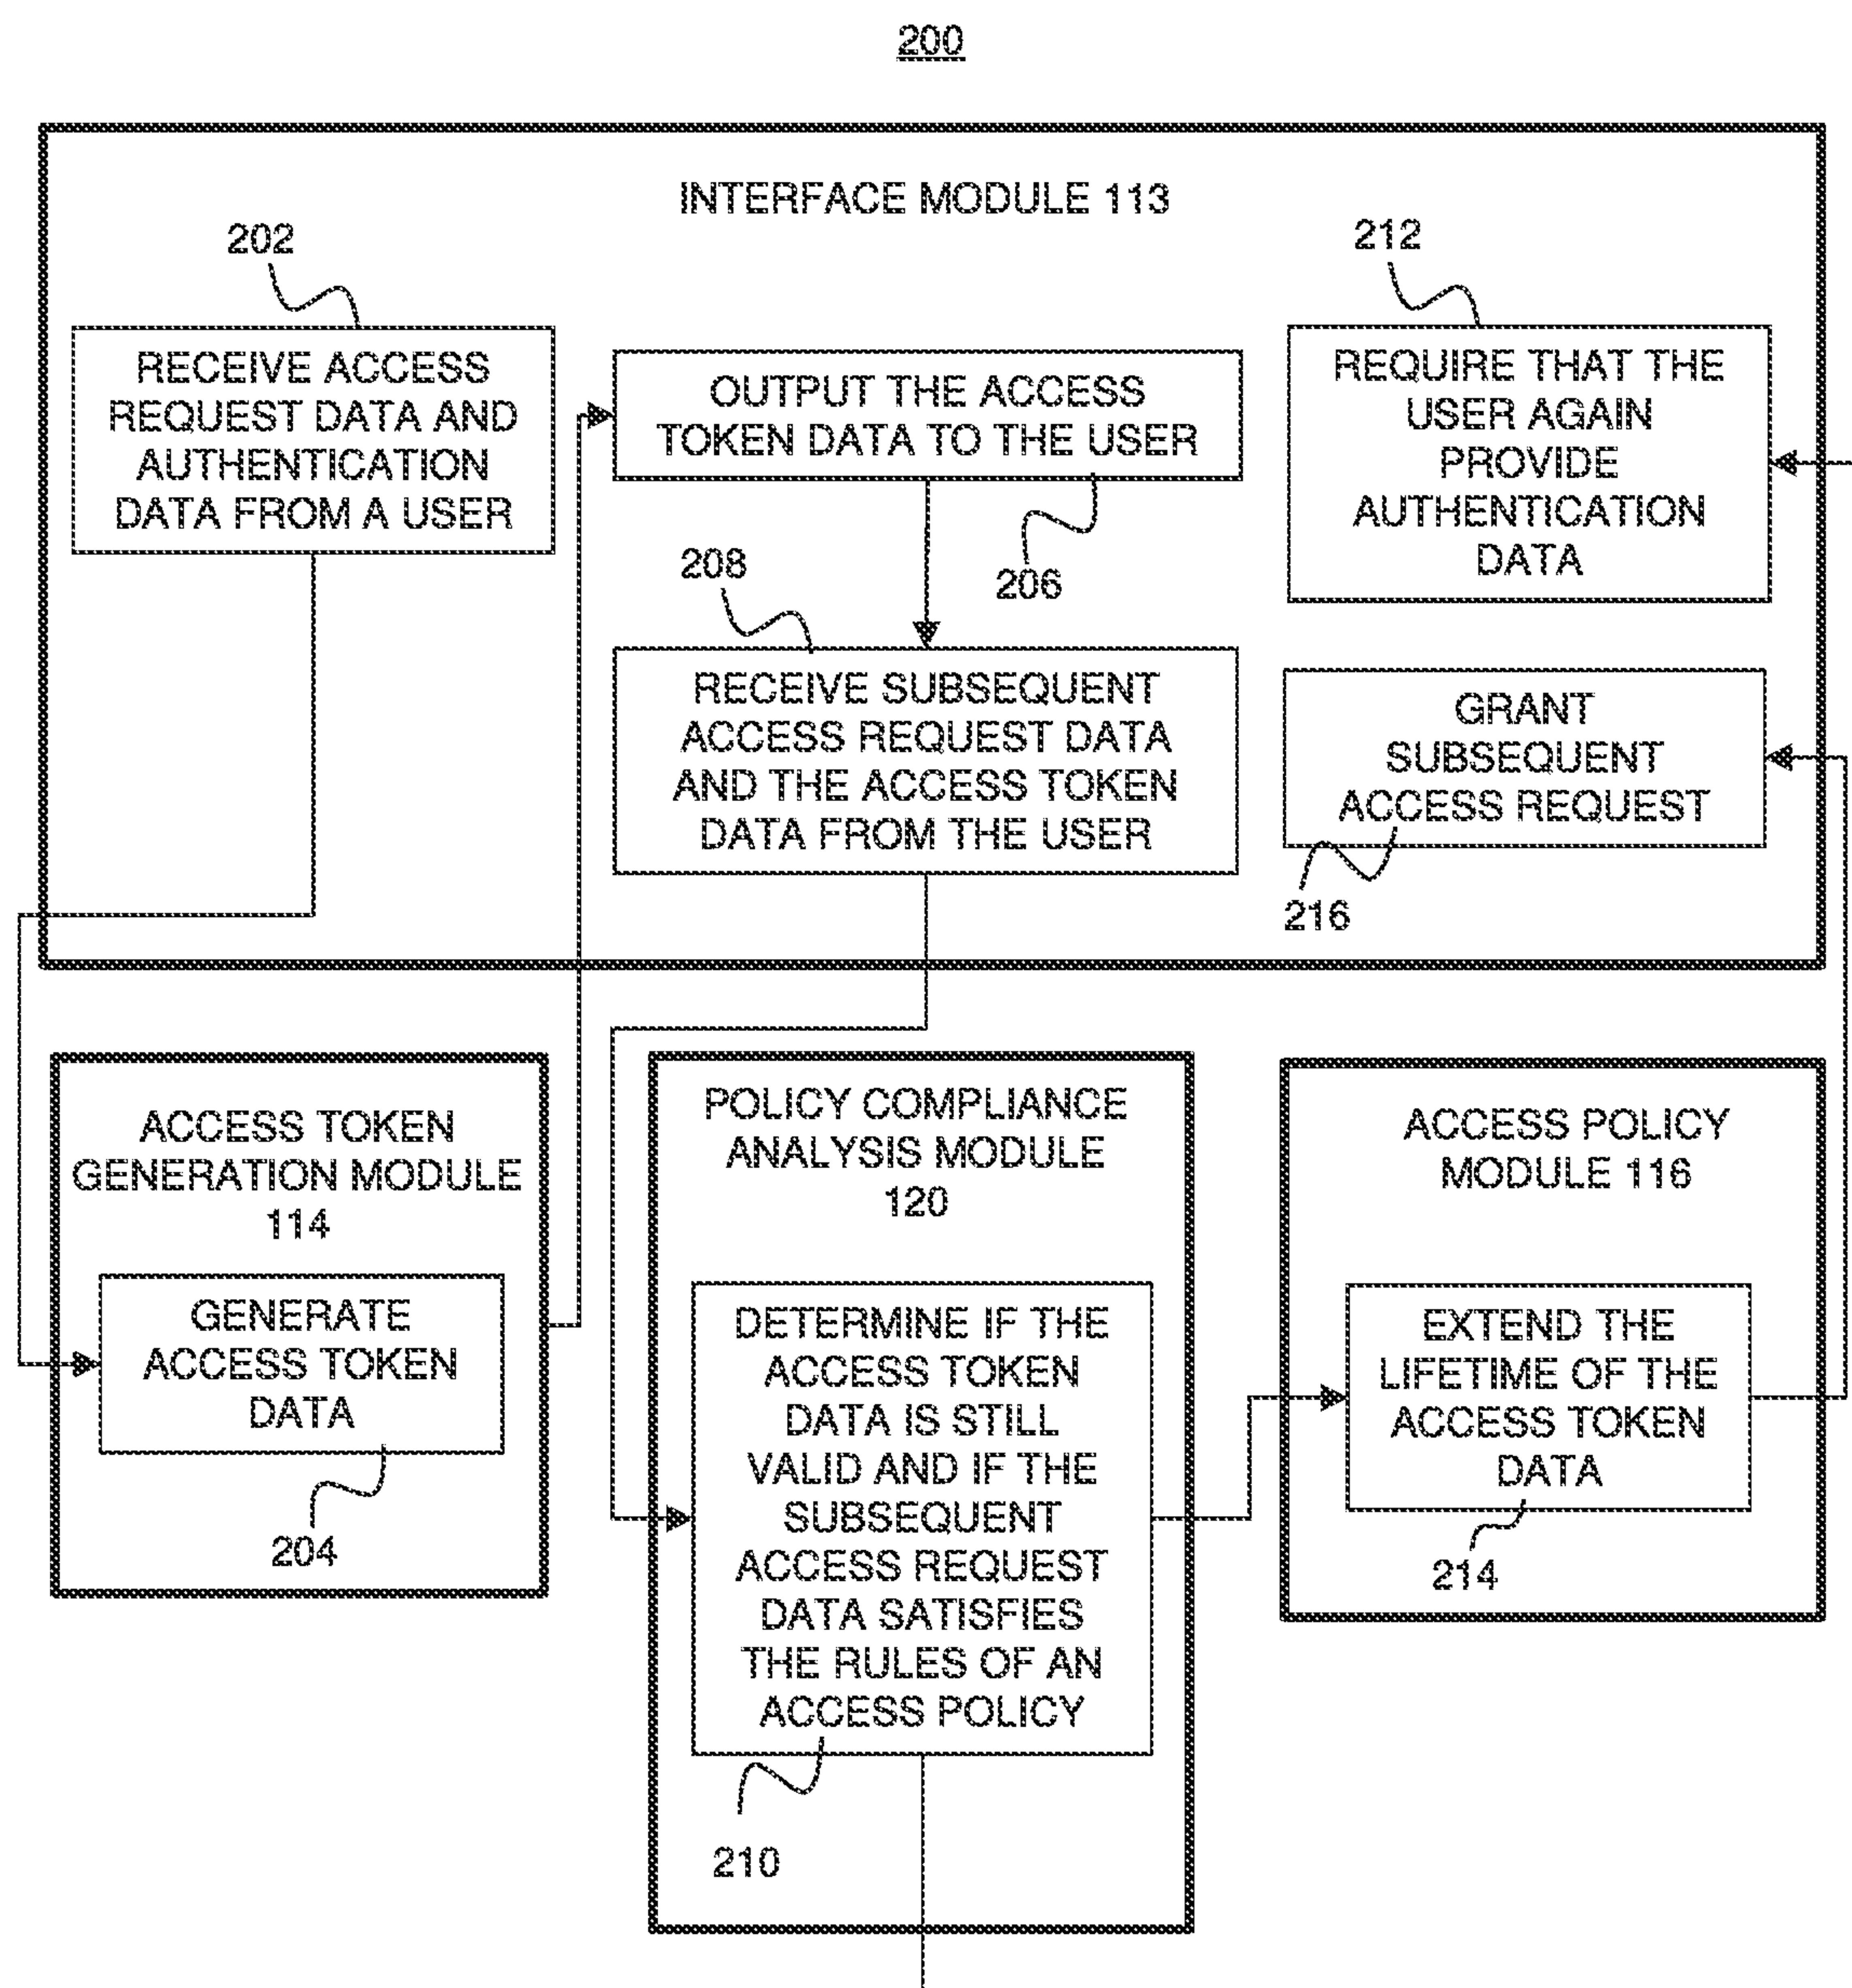 200
INTERFACE MODULE 113
202
RECEIVE ACCESS
REQUEST DATA AND
AUTHENTICATION
DATA FROM A USER
OUTPUT THE ACCESS
TOKEN DATA TO THE USER
206
208
RECEIVE SUBSEQUENT
ACCESS REQUEST DATA
AND THE ACCESS TOKEN
DATA FROM THE USER
212
REQUIRE THAT THE
USER AGAIN
PROVIDE
AUTHENTICATION
DATA
GRANT
SUBSEQUENT
ACCESS REQUEST
216
ACCESS TOKEN
GENERATION MODULE
114
GENERATE
ACCESS TOKEN
DATA
204
POLICY COMPLIANCE
ANALYSIS MODULE
120
DETERMINE IF THE
ACCESS TOKEN
DATA IS STILL
VALID AND IF THE
SUBSEQUENT
ACCESS REQUEST
DATA SATISFIES
THE RULES OF AN
ACCESS POLICY
210
ACCESS POLICY
MODULE 116
EXTEND THE
LIFETIME OF THE
ACCESS TOKEN
DATA
214